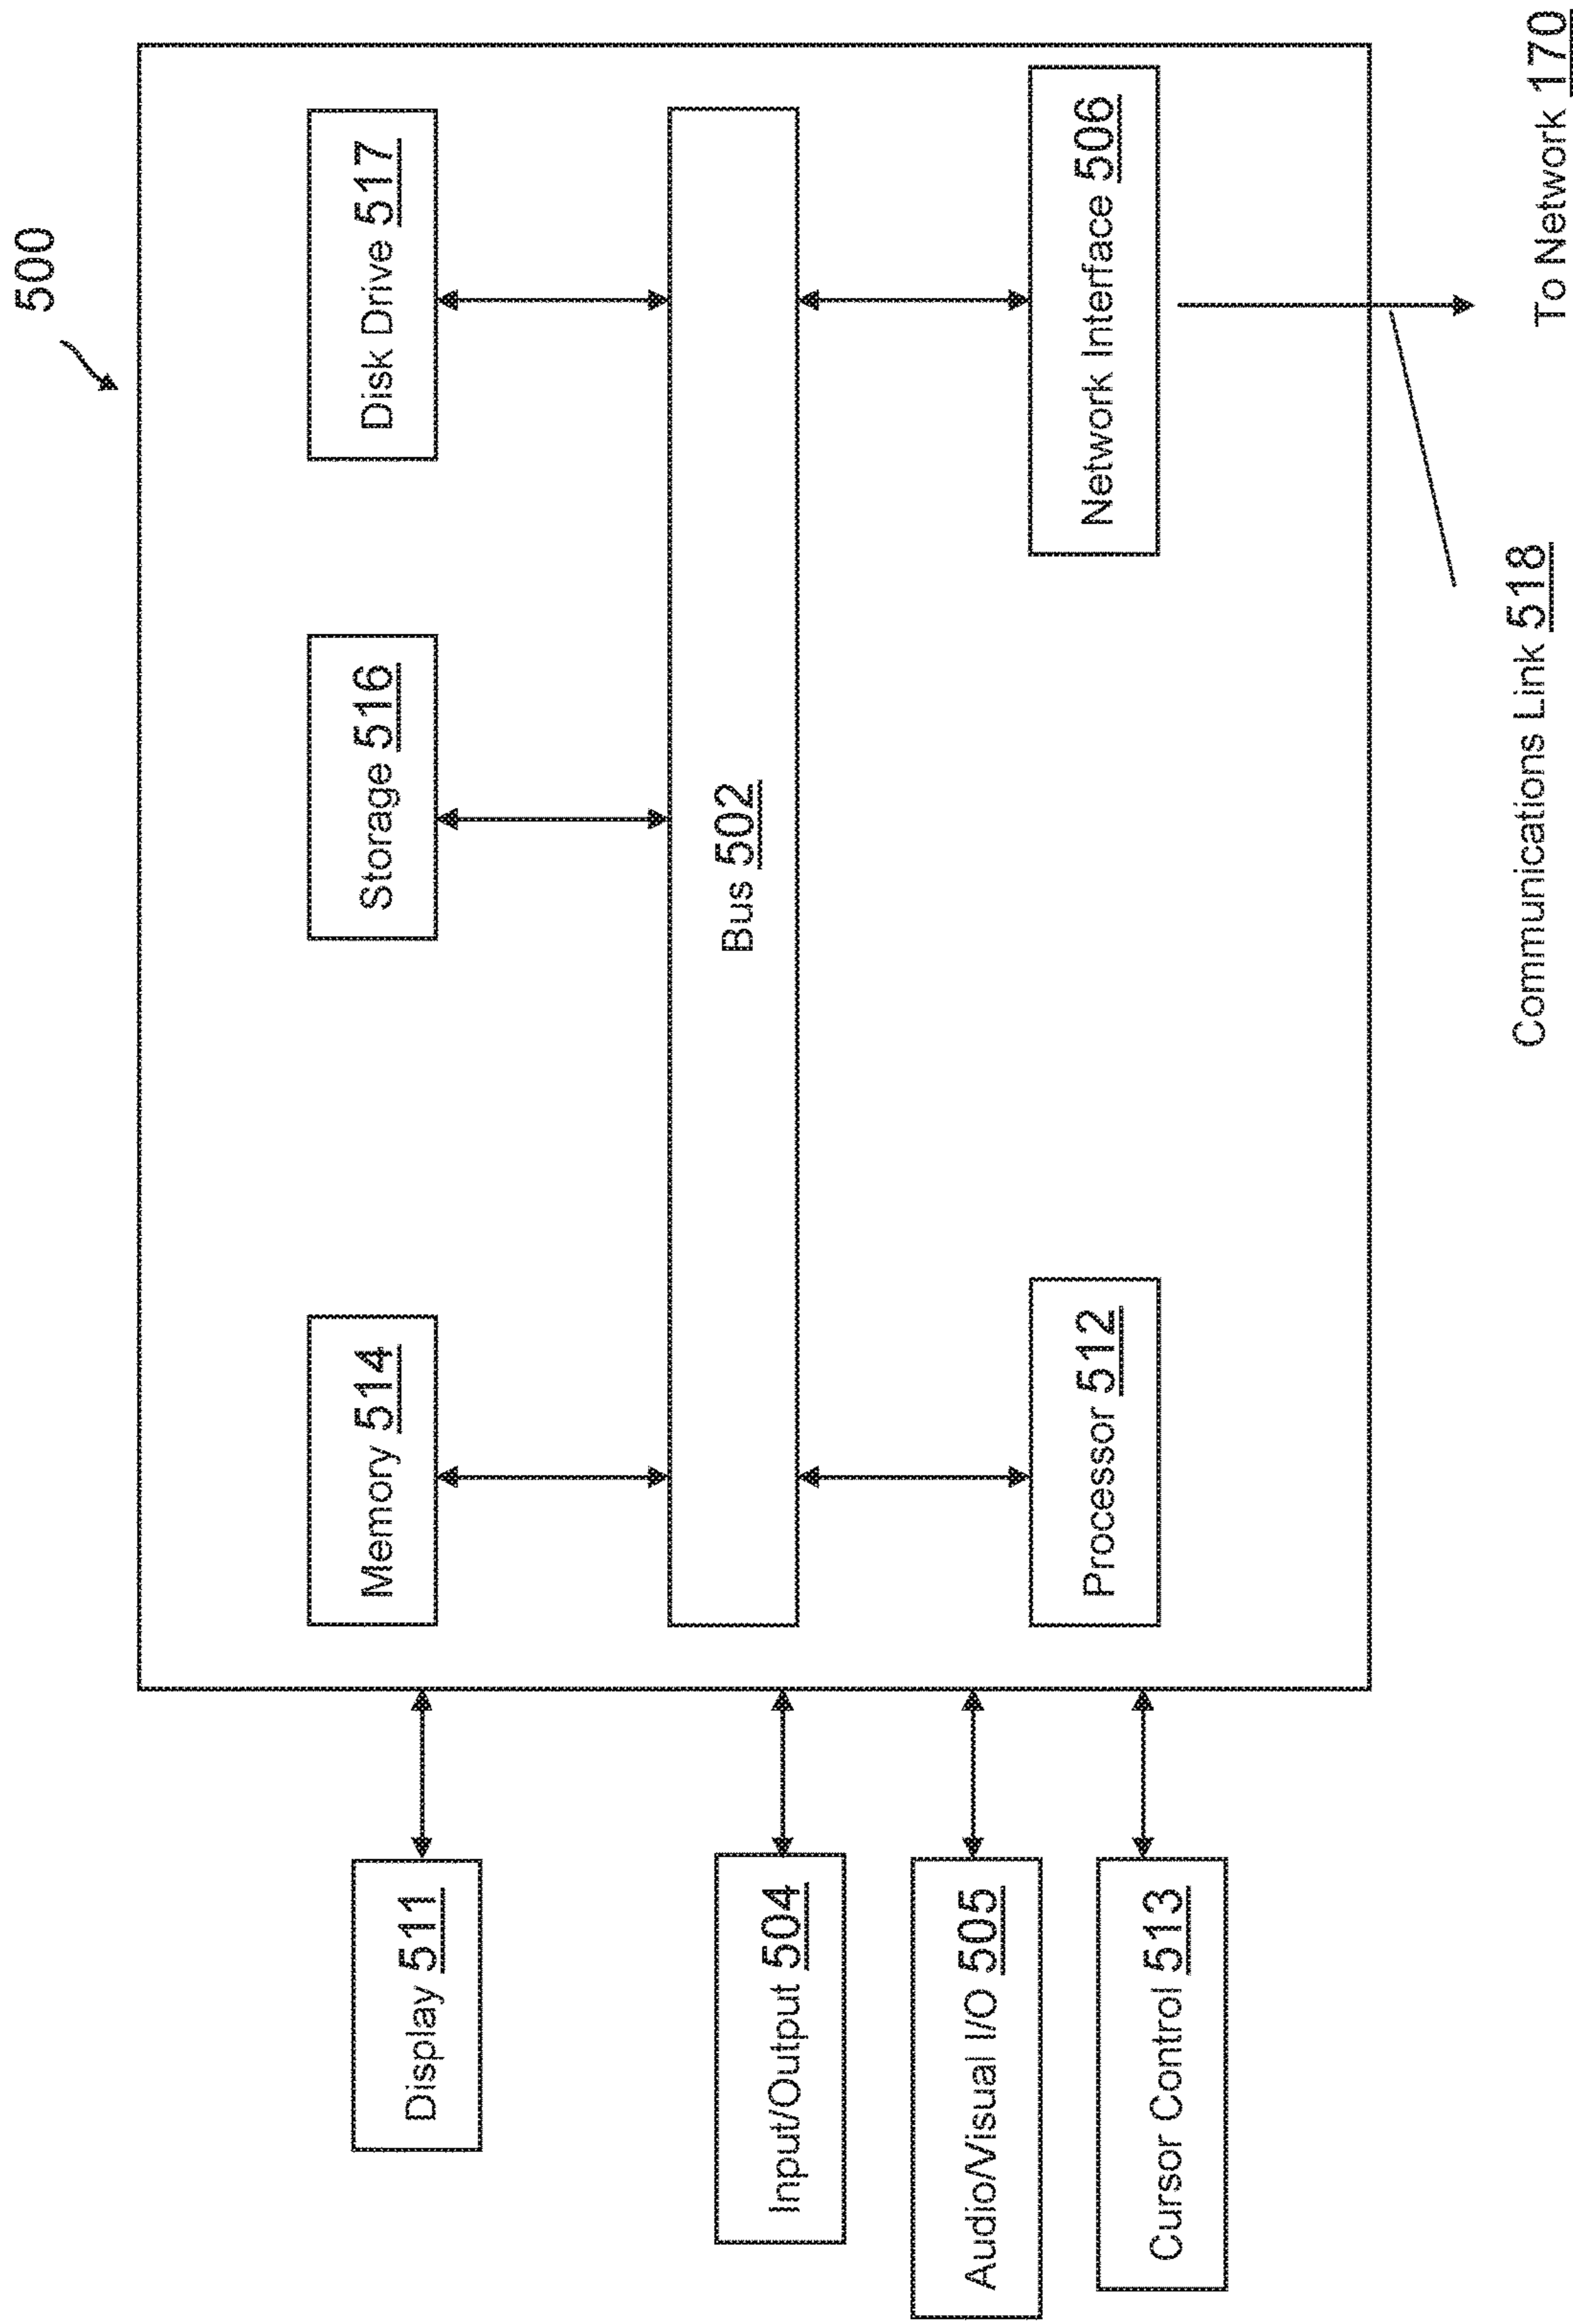 500
Display 511
Memory 514
Storage 516
Disk Drive 517
Input/Output 504
Bus 502
Audio/Visual I/O 505
Cursor Control 513
Processor 512
Network Interface 506
Communications Link 518
To Network 170